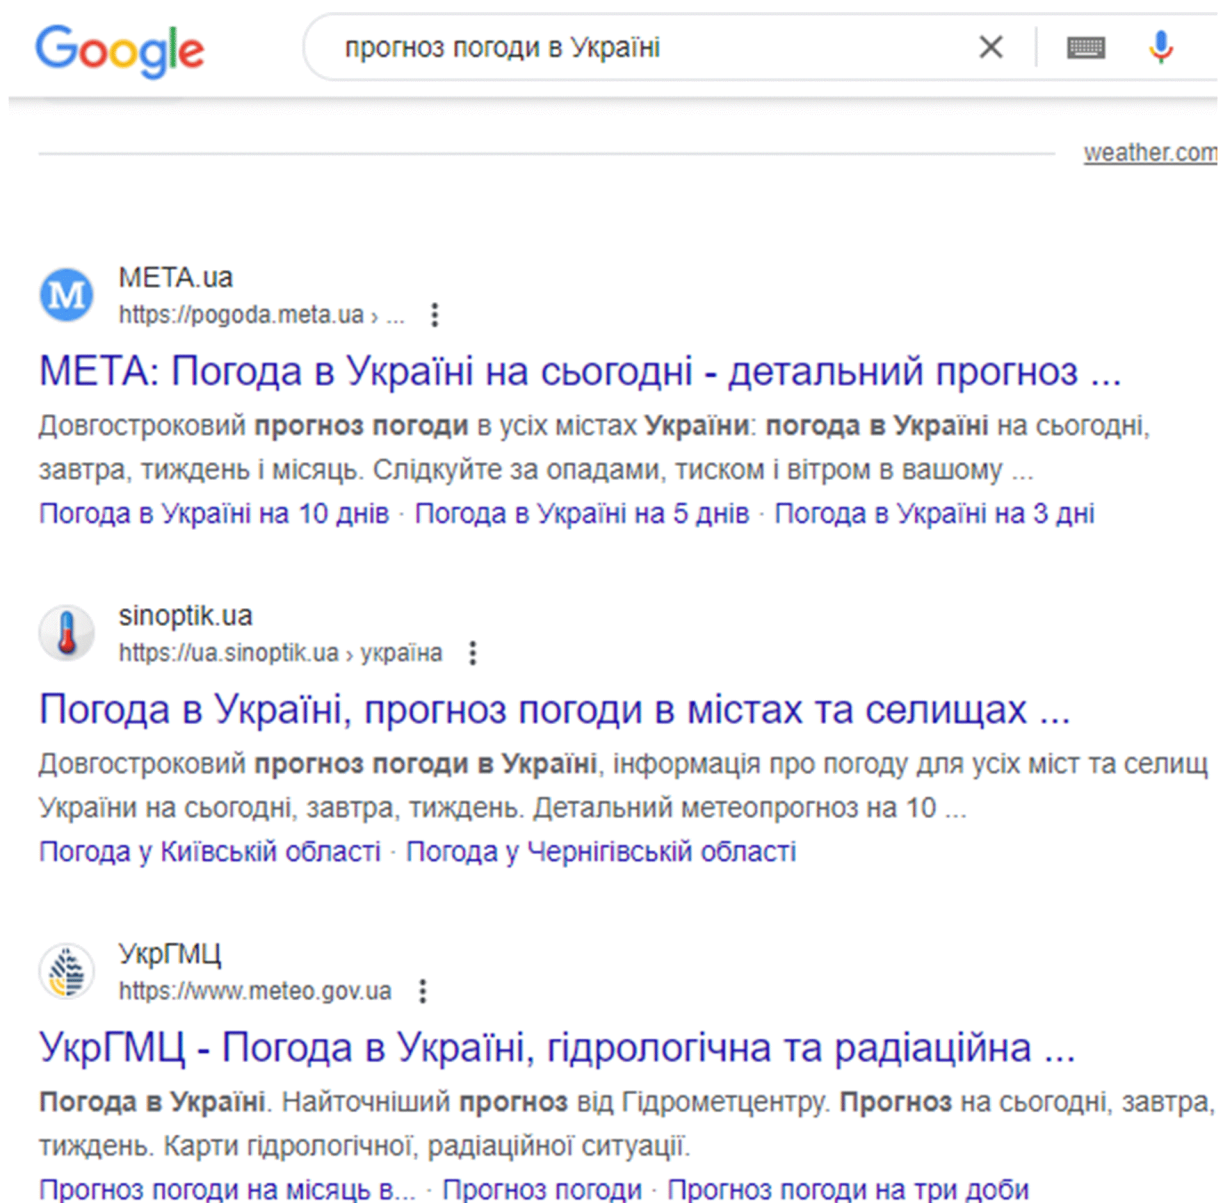 Google
прогноз погоди в Україні
weather.com
M
META.ua
https://pogoda.meta.ua › ...
META: Погода в Україні на сьогодні - детальний прогноз ...
Довгостроковий прогноз погоди в усіх містах України: погода в Україні на сьогодні,
завтра, тиждень і місяць. Слідкуйте за опадами, тиском і вітром в вашому ...
Погода в Україні на 10 днів · Погода в Україні на 5 днів · Погода в Україні на 3 дні
sinoptik.ua
https://ua.sinoptik.ua › україна
Погода в Україні, прогноз погоди в містах та селищах ...
Довгостроковий прогноз погоди в Україні, інформація про погоду для усіх міст та селищ
України на сьогодні, завтра, тиждень. Детальний метеопрогноз на 10 ...
Погода у Київській області · Погода у Чернігівській області
УкрГМЦ
https://www.meteo.gov.ua
УкрГМЦ - Погода в Україні, гідрологічна та радіаційна ...
Погода в Україні. Найточніший прогноз від Гідрометцентру. Прогноз на сьогодні, завтра,
тиждень. Карти гідрологічної, радіаційної ситуації.
Прогноз погоди на місяць в... · Прогноз погоди · Прогноз погоди на три доби